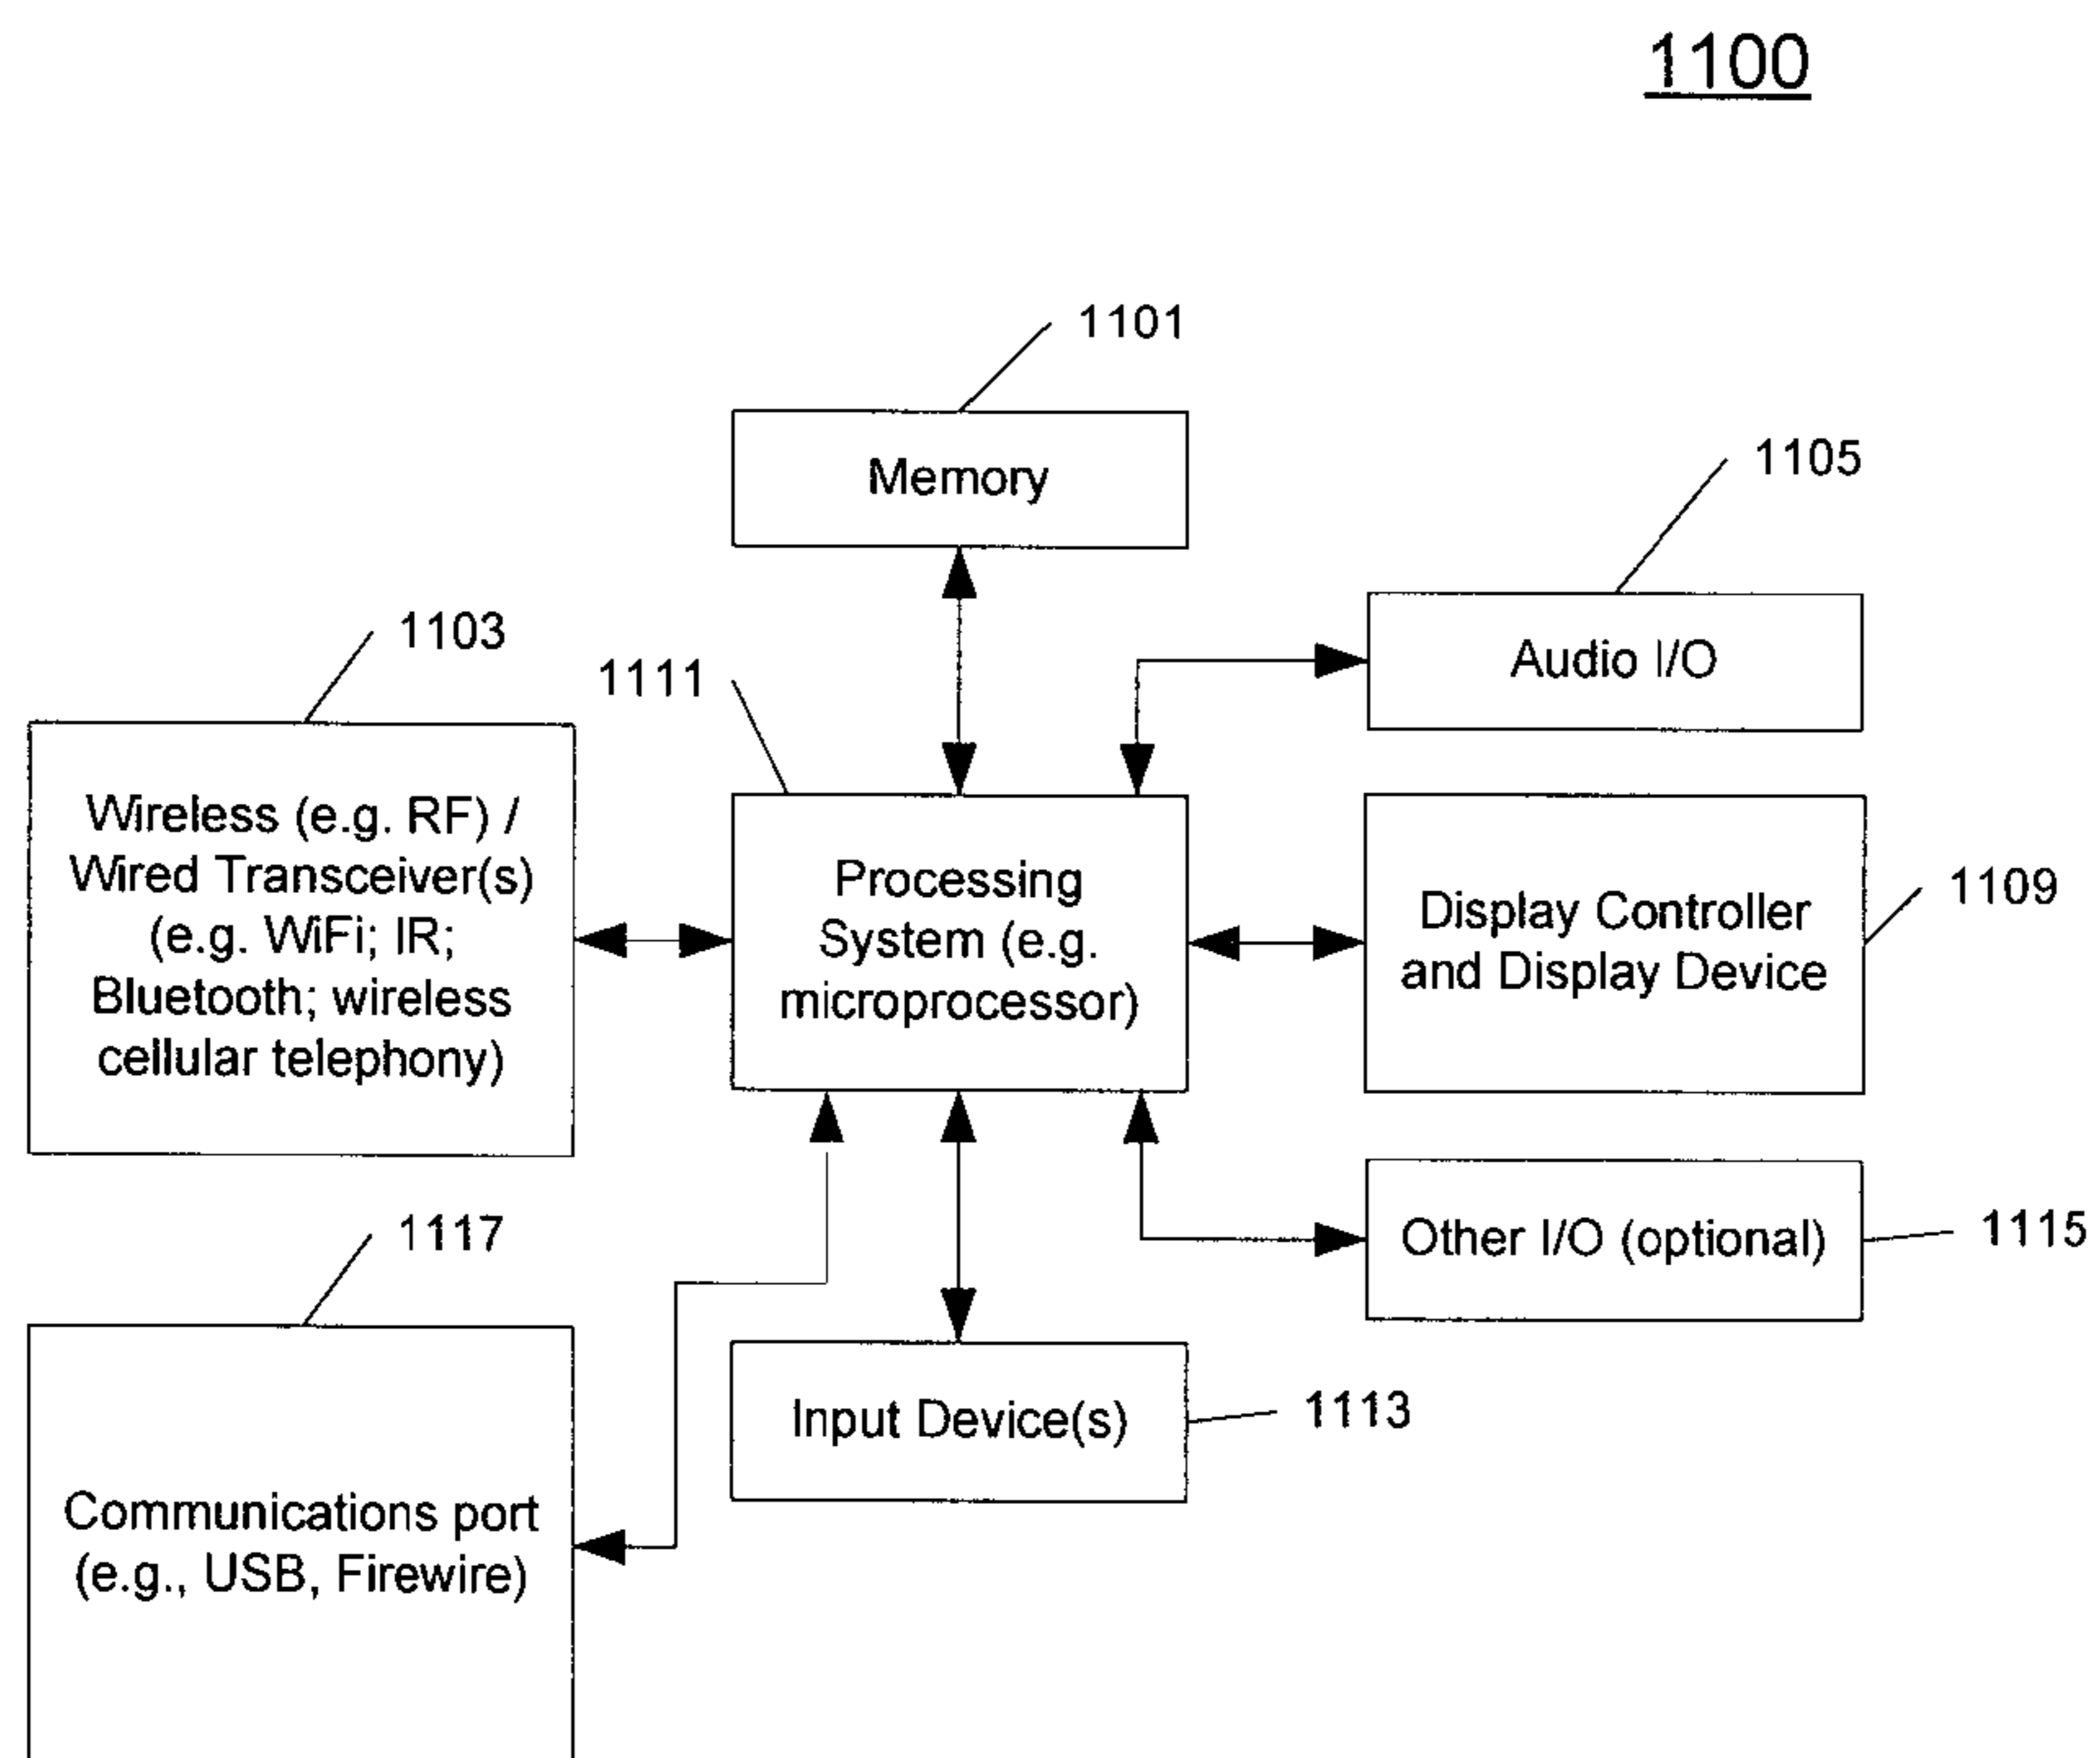 1100
1101
Memory
1105
Audio I/O
1103
1111
Wireless (e.g. RF) /
Wired Transceiver(s)
(e.g. WiFi; IR;
Bluetooth; wireless
cellular telephony)
Processing
System (e.g.
microprocessor)
Display Controller
and Display Device
1109
1117
Other I/O (optional)
1115
Input Device(s)
1113
Communications port
(e.g., USB, Firewire)